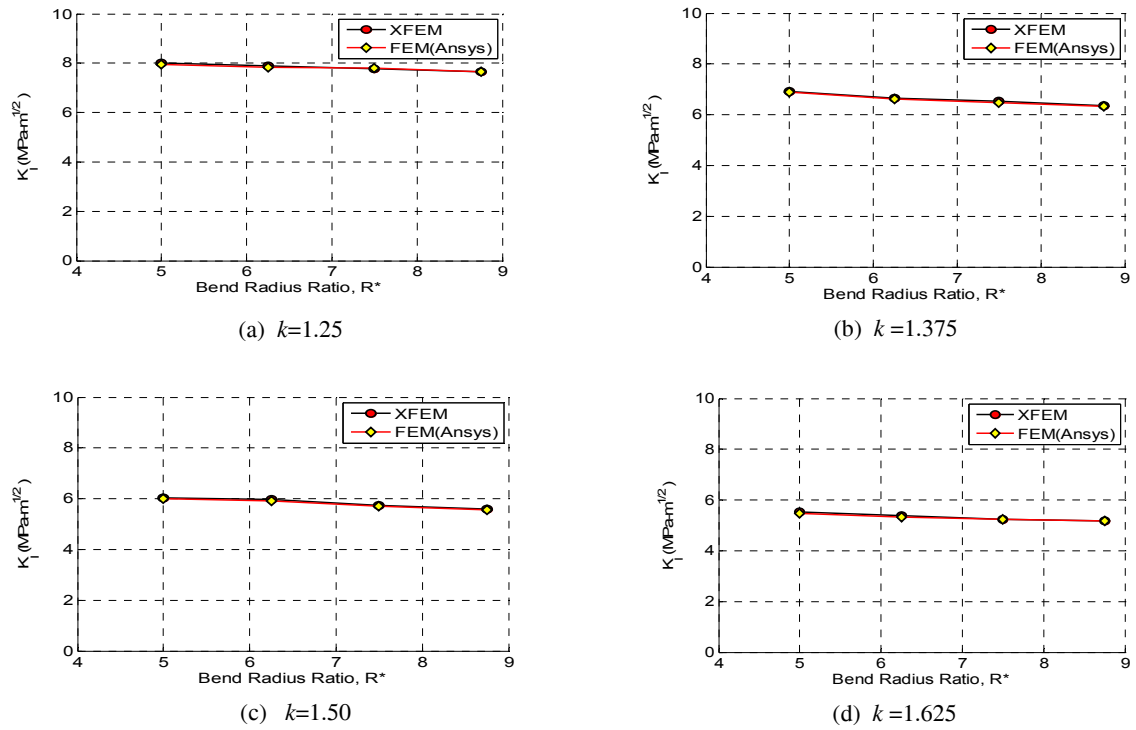 10
8
6
4
2
0
K_I (MPa-m^1/2)
XFEM
FEM(Ansys)
4 5 6 7 8 9
Bend Radius Ratio, R*
(a) k=1.25
10
8
6
4
2
0
K_I (MPa-m^1/2)
XFEM
FEM(Ansys)
4 5 6 7 8 9
Bend Radius Ratio, R*
(b) k =1.375
10
8
6
4
2
0
K_I (MPa-m^1/2)
XFEM
FEM(Ansys)
4 5 6 7 8 9
Bend Radius Ratio, R*
(c) k=1.50
10
8
6
4
2
0
K_I (MPa-m^1/2)
XFEM
FEM(Ansys)
4 5 6 7 8 9
Bend Radius Ratio, R*
(d) k =1.625